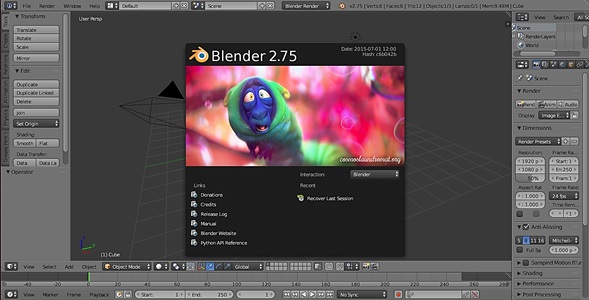 File
Render
Window
Help
Default
Scene
Blender Render
v2.75 | Verts:8 | Faces:6 | Tris:12 | Objects:1/3 | Lamps:0/1 | Mem:9.48M | Cube
Transform
Translate
Rotate
Scale
Mirror
Edit
Duplicate
Duplicate Linked
Delete
Join
Set Origin
Shading:
Smooth Flat
Data Transfer:
Data Data La
Operator
User Persp
Blender 2.75
Date: 2015-07-01 12:00
Hash: c6b042b
cosmoslaundromat.org
Links
Donations
Credits
Release Log
Manual
Blender Website
Python API Reference
Interaction: Blender
Recent
Recover Last Session
(1) Cube
View Select Add Object Object Mode Global
View Search All Sc
Scene
RenderLayers
World
Scene
Render
Rend Anim Audio
Display Image E...
Dimensions
Render Presets
Resolution: Frame Ra
1920 p Start: 1
1080 p End: 250
50% Fram: 1
Aspect Rat Frame Rate:
: 1.000 24 fps
: 1.000 Time Rem
Anti-Aliasing
5 8 11 16 Mitchell-
Full Sa : 1.000 p
Sampled Motion Blur
Shading
Performance
Post Processing
View Marker Frame Playback Start: 1 End: 250 1 No Sync